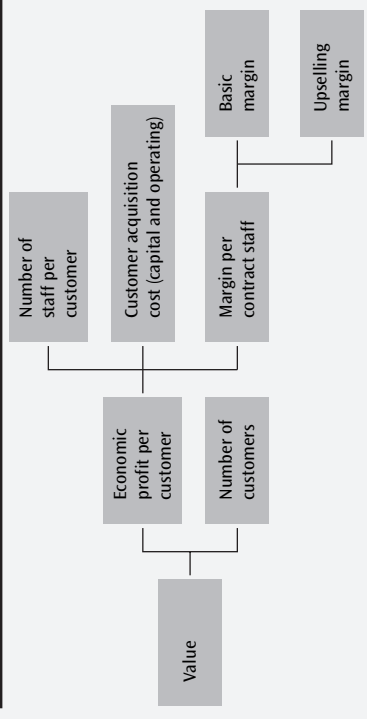 Value
Economic
profit per
customer
Number of
customers
Number of
staff per
customer
Customer acquisition
cost (capital and operating)
Margin per
contract staff
Basic
margin
Upselling
margin